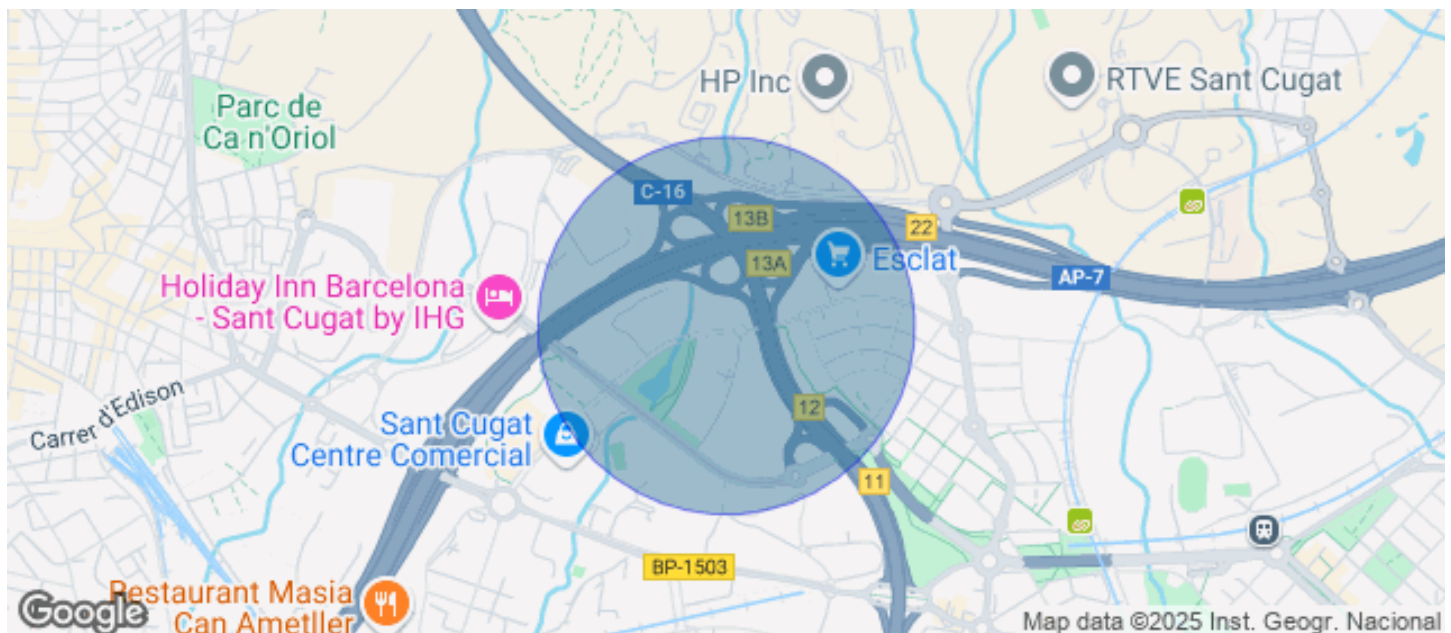 HP Inc
RTVE Sant Cugat
Parc de
Ca n'Oriol
C-16
13B
22
13A
Esclat
AP-7
Holiday Inn Barcelona
- Sant Cugat by IHG
Carrer d'Edison
12
Sant Cugat
Centre Comercial
11
BP-1503
Restaurant Masia
Can Ametller
Google
Map data ©2025 Inst. Geogr. Nacional